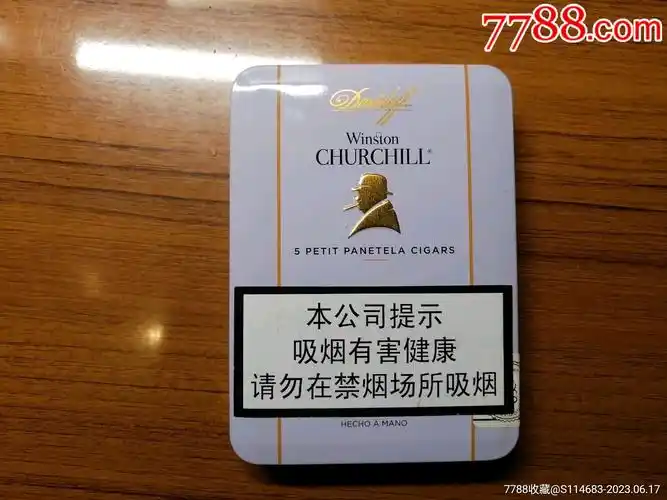 7788.com
Davidoff
Winston
CHURCHILL®
5 PETIT PANETELA CIGARS
本公司提示
吸烟有害健康
请勿在禁烟场所吸烟
HECHO A MANO
7788收藏@S114683-2023.06.17